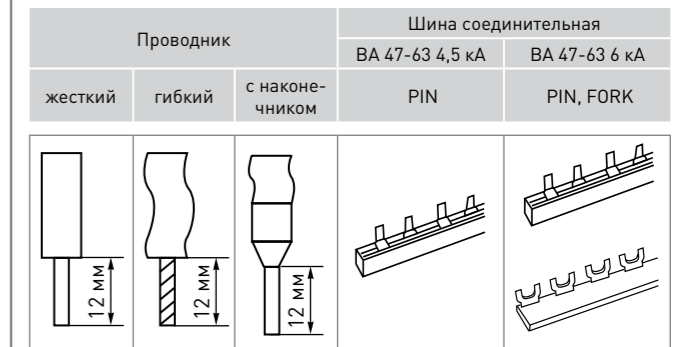 Проводник
Шина соединительная
ВА 47-63 4,5 кА
ВА 47-63 6 кА
жесткий
гибкий
с наконе-
чником
PIN
PIN, FORK
12 мм
12 мм
12 мм